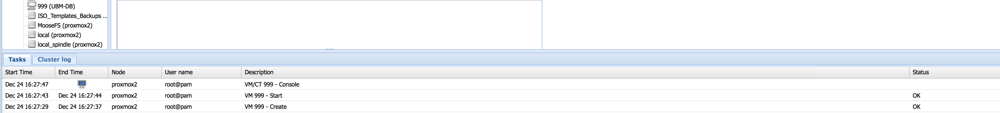 999 (UBM-DB)
ISO_Templates_Backups ...
MooseFS (proxmox2)
local (proxmox2)
local_spindle (proxmox2)
Tasks Cluster log
Start Time End Time Node User name Description Status
Dec 24 16:27:47 proxmox2 root@pam VM/CT 999 - Console
Dec 24 16:27:43 Dec 24 16:27:44 proxmox2 root@pam VM 999 - Start OK
Dec 24 16:27:29 Dec 24 16:27:37 proxmox2 root@pam VM 999 - Create OK